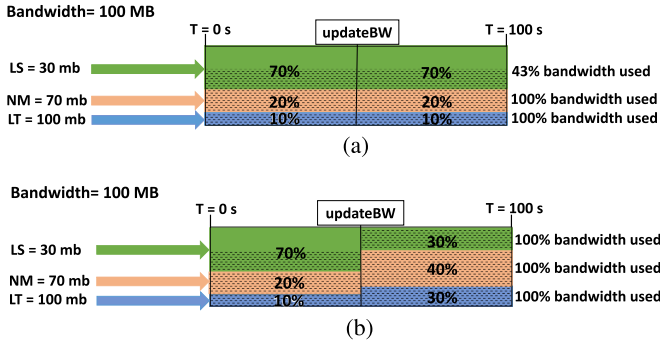 Bandwidth= 100 MB
T = 0 s
updateBW
T = 100 s
LS = 30 mb
70%
70%
43% bandwidth used
NM = 70 mb
20%
20%
100% bandwidth used
LT = 100 mb
10%
10%
100% bandwidth used
(a)
Bandwidth= 100 MB
T = 0 s
updateBW
T = 100 s
LS = 30 mb
70%
30%
100% bandwidth used
NM = 70 mb
20%
40%
100% bandwidth used
LT = 100 mb
10%
30%
100% bandwidth used
(b)